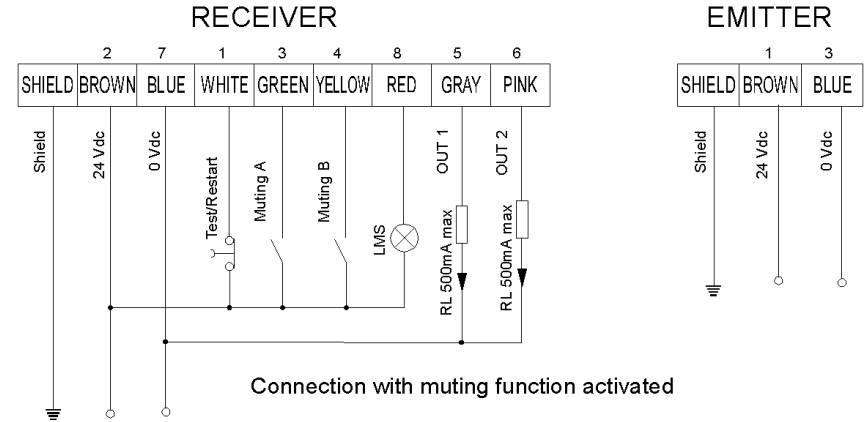 RECEIVER
EMITTER
2 7 1 3 4 8 5 6
SHIELD BROWN BLUE WHITE GREEN YELLOW RED GRAY PINK
1 3
SHIELD BROWN BLUE
Shield
24 Vdc
0 Vdc
Test/Restart
Muting A
Muting B
LMS
OUT 1
RL 500mA max
OUT 2
RL 500mA max
Shield
24 Vdc
0 Vdc
Connection with muting function activated